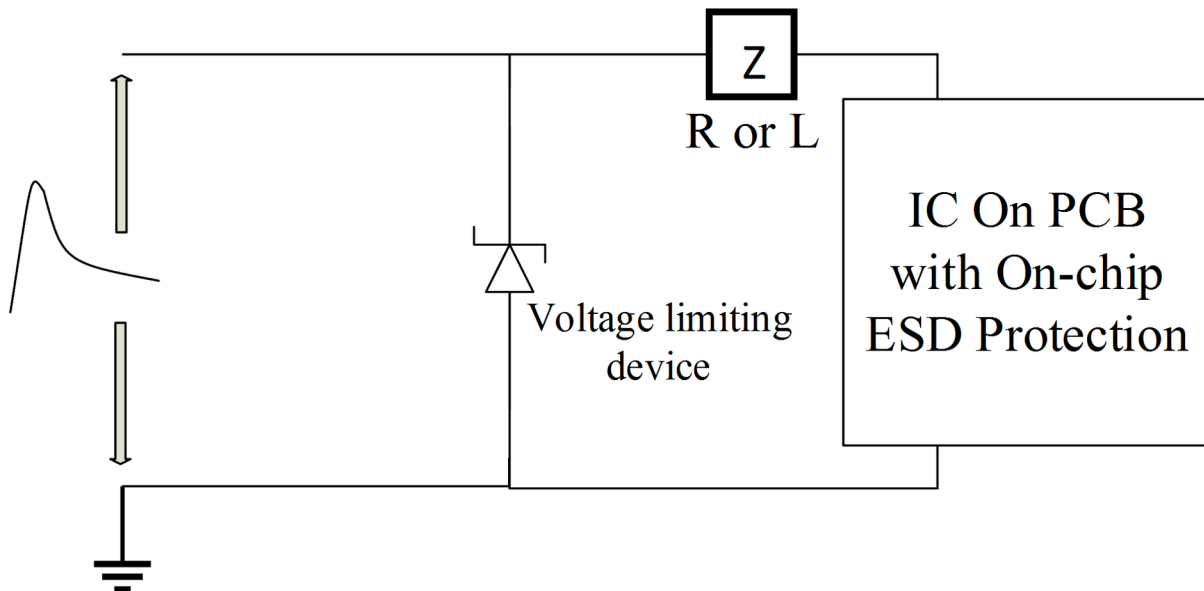 Z
R or L
IC On PCB
with On-chip
ESD Protection
Voltage limiting
device